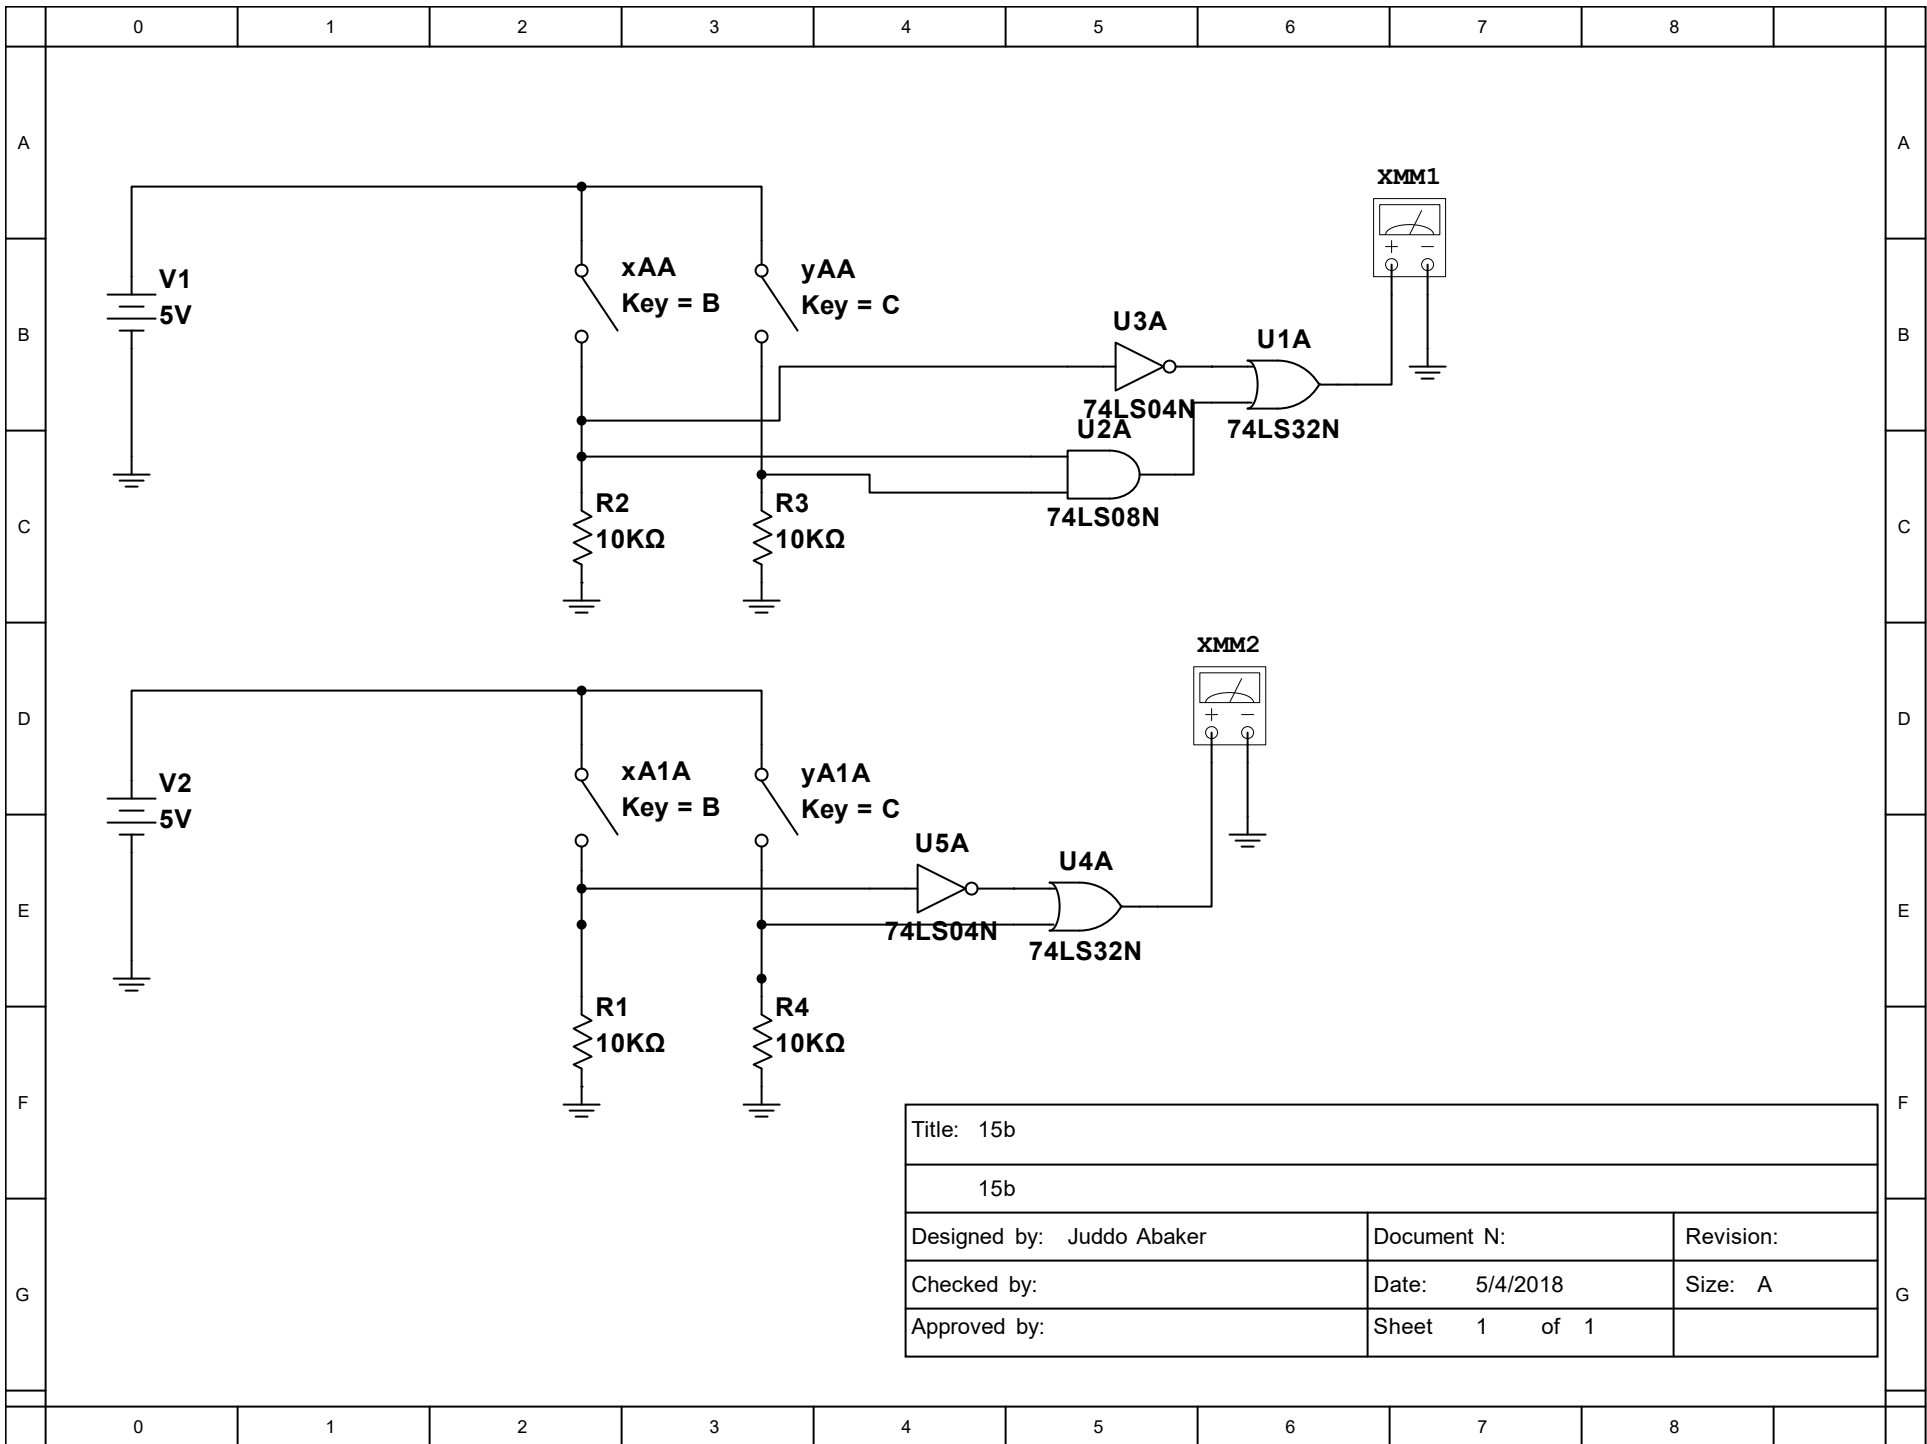 0 1 2 3 4 5 6 7 8
A A
XMM1
V1
5V
xAA
Key = B
yAA
Key = C
B B
U3A
74LS04N
U1A
74LS32N
U2A
74LS08N
R2
10KΩ
R3
10KΩ
C C
XMM2
D D
V2
5V
xA1A
Key = B
yA1A
Key = C
U5A
74LS04N
U4A
74LS32N
E E
R1
10KΩ
R4
10KΩ
F F
Title: 15b
15b
Designed by: Juddo Abaker Document N: Revision:
Checked by: Date: 5/4/2018 Size: A
Approved by: Sheet 1 of 1
G G
0 1 2 3 4 5 6 7 8